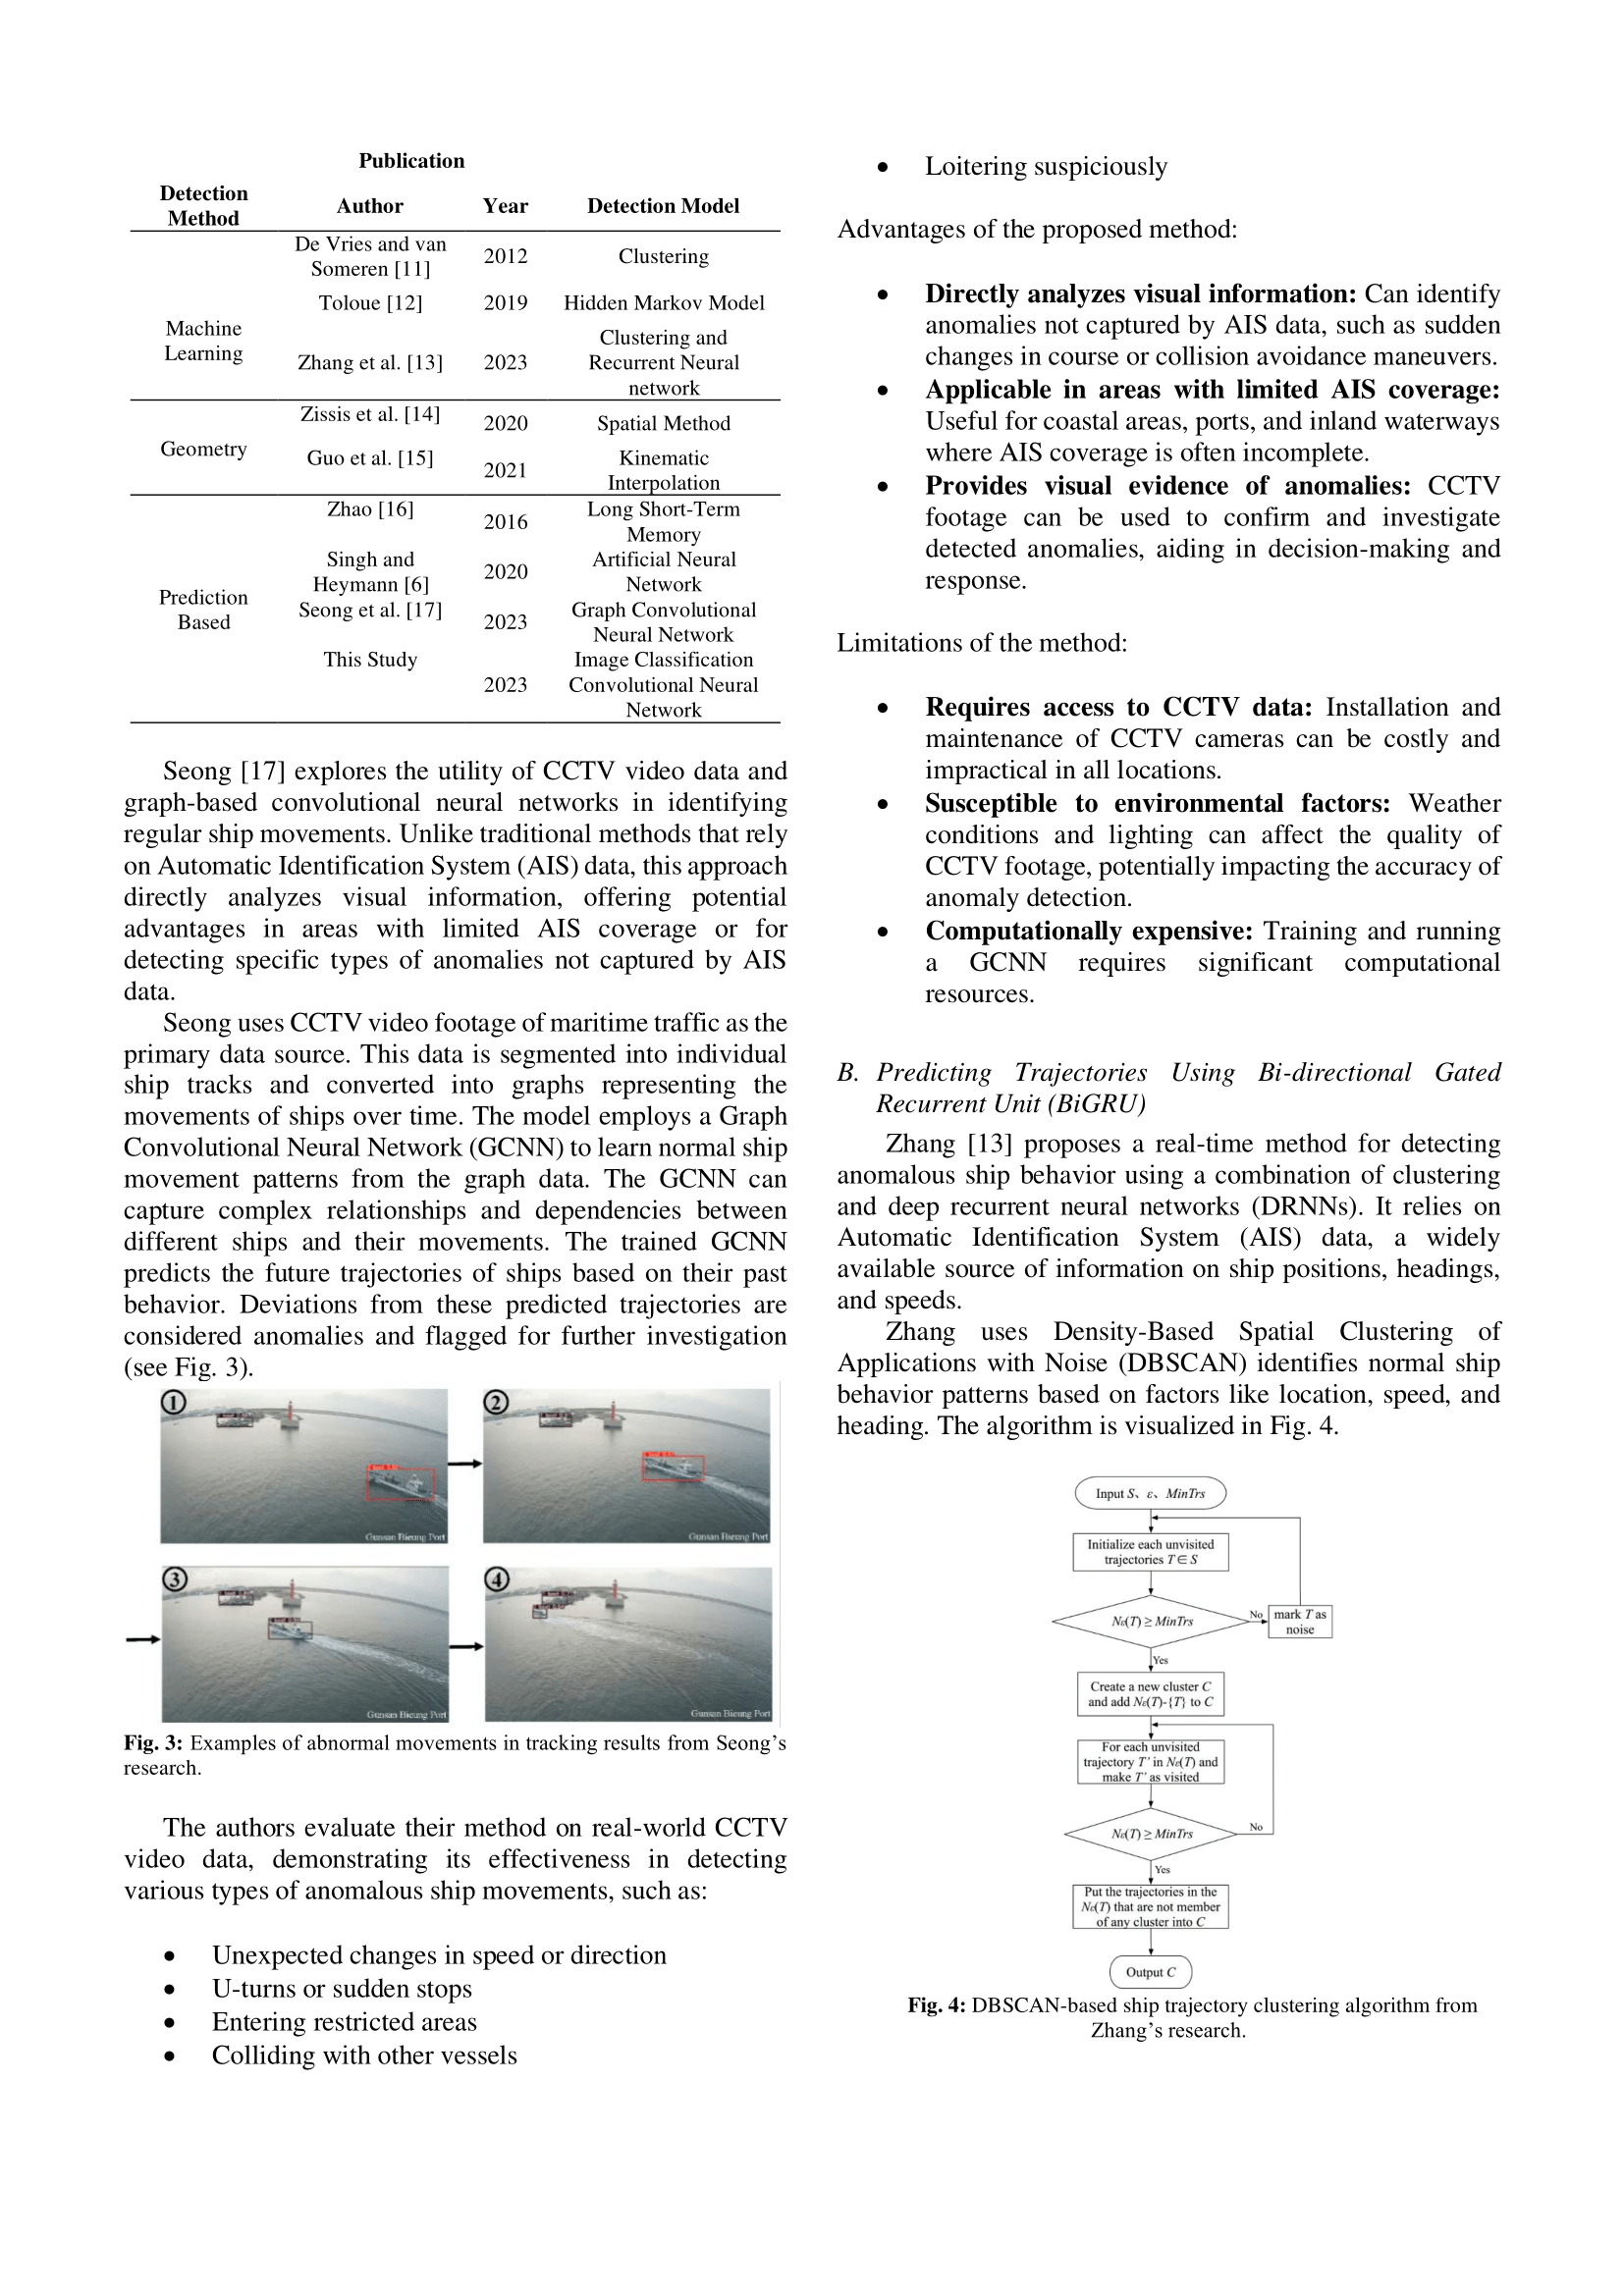 Publication
Detection
Method
Author
Year
Detection Model
Machine
Learning
De Vries and van
Someren [11]
2012
Clustering
Toloue [12]
2019
Hidden Markov Model
Zhang et al. [13]
2023
Clustering and
Recurrent Neural
network
Geometry
Zissis et al. [14]
2020
Spatial Method
Guo et al. [15]
2021
Kinematic
Interpolation
Prediction
Based
Zhao [16]
2016
Long Short-Term
Memory
Singh and
Heymann [6]
2020
Artificial Neural
Network
Seong et al. [17]
2023
Graph Convolutional
Neural Network
This Study
2023
Image Classification
Convolutional Neural
Network
Seong [17] explores the utility of CCTV video data and
graph-based convolutional neural networks in identifying
regular ship movements. Unlike traditional methods that rely
on Automatic Identification System (AIS) data, this approach
directly analyzes visual information, offering potential
advantages in areas with limited AIS coverage or for
detecting specific types of anomalies not captured by AIS
data.
Seong uses CCTV video footage of maritime traffic as the
primary data source. This data is segmented into individual
ship tracks and converted into graphs representing the
movements of ships over time. The model employs a Graph
Convolutional Neural Network (GCNN) to learn normal ship
movement patterns from the graph data. The GCNN can
capture complex relationships and dependencies between
different ships and their movements. The trained GCNN
predicts the future trajectories of ships based on their past
behavior. Deviations from these predicted trajectories are
considered anomalies and flagged for further investigation
(see Fig. 3).
①
Gunsan Bieung Port
②
Gunsan Bieung Port
③
Gunsan Bieung Port
④
Gunsan Bieung Port
Fig. 3: Examples of abnormal movements in tracking results from Seong’s
research.
The authors evaluate their method on real-world CCTV
video data, demonstrating its effectiveness in detecting
various types of anomalous ship movements, such as:
• Unexpected changes in speed or direction
• U-turns or sudden stops
• Entering restricted areas
• Colliding with other vessels
• Loitering suspiciously
Advantages of the proposed method:
• Directly analyzes visual information: Can identify
anomalies not captured by AIS data, such as sudden
changes in course or collision avoidance maneuvers.
• Applicable in areas with limited AIS coverage:
Useful for coastal areas, ports, and inland waterways
where AIS coverage is often incomplete.
• Provides visual evidence of anomalies: CCTV
footage can be used to confirm and investigate
detected anomalies, aiding in decision-making and
response.
Limitations of the method:
• Requires access to CCTV data: Installation and
maintenance of CCTV cameras can be costly and
impractical in all locations.
• Susceptible to environmental factors: Weather
conditions and lighting can affect the quality of
CCTV footage, potentially impacting the accuracy of
anomaly detection.
• Computationally expensive: Training and running
a GCNN requires significant computational
resources.
B. Predicting Trajectories Using Bi-directional Gated
Recurrent Unit (BiGRU)
Zhang [13] proposes a real-time method for detecting
anomalous ship behavior using a combination of clustering
and deep recurrent neural networks (DRNNs). It relies on
Automatic Identification System (AIS) data, a widely
available source of information on ship positions, headings,
and speeds.
Zhang uses Density-Based Spatial Clustering of
Applications with Noise (DBSCAN) identifies normal ship
behavior patterns based on factors like location, speed, and
heading. The algorithm is visualized in Fig. 4.
Input S、ε、MinTrs
Initialize each unvisited
trajectories T∈S
Nε(T) ≥ MinTrs
No
mark T as
noise
Yes
Create a new cluster C
and add Nε(T)-{T} to C
For each unvisited
trajectory T’ in Nε(T) and
make T’ as visited
Nε(T) ≥ MinTrs
No
Yes
Put the trajectories in the
Nε(T) that are not member
of any cluster into C
Output C
Fig. 4: DBSCAN-based ship trajectory clustering algorithm from
Zhang’s research.